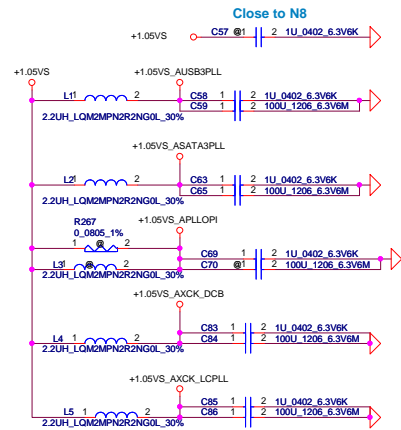 Close to N8
+1.05VS C57 @1 2 1U_0402_6.3V6K
+1.05VS +1.05VS_AUSB3PLL
L1 1 2 C58 1 2 1U_0402_6.3V6K
C59 1 2 100U_1206_6.3V6M
2.2UH_LQM2MPN2R2NG0L_30%
+1.05VS_ASATA3PLL
L2 1 2 C63 1 2 1U_0402_6.3V6K
C65 1 2 100U_1206_6.3V6M
2.2UH_LQM2MPN2R2NG0L_30%
+1.05VS_APLLOPI
R267
0_0805_1%
1 @ 2
C69 1 2 1U_0402_6.3V6K
L3 1 @ 2 C70 @1 2 100U_1206_6.3V6M
2.2UH_LQM2MPN2R2NG0L_30%
+1.05VS_AXCK_DCB
C83 1 2 1U_0402_6.3V6K
L4 1 2 C84 1 2 100U_1206_6.3V6M
2.2UH_LQM2MPN2R2NG0L_30%
+1.05VS_AXCK_LCPLL
C85 1 2 1U_0402_6.3V6K
L5 1 2 C86 1 2 100U_1206_6.3V6M
2.2UH_LQM2MPN2R2NG0L_30%